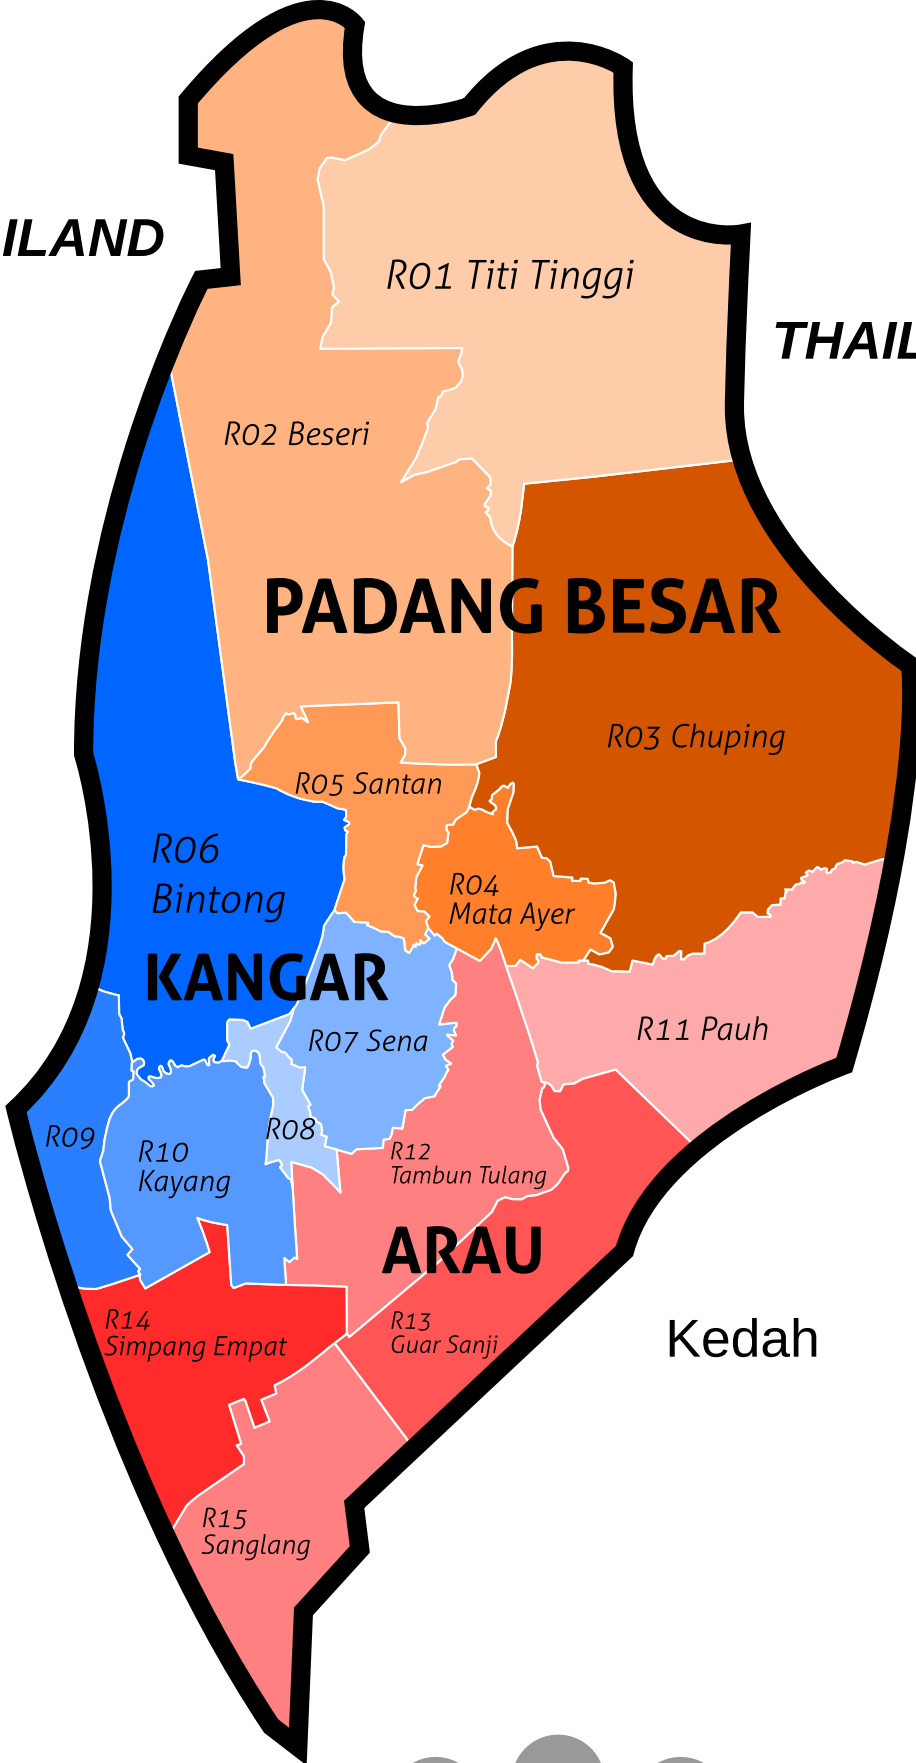 ILAND
R01 Titi Tinggi
THAIL
R02 Beseri
PADANG BESAR
R03 Chuping
R05 Santan
R06
Bintong
R04
Mata Ayer
KANGAR
R07 Sena
R11 Pauh
R08
R09
R10
Kayang
R12
Tambun Tulang
ARAU
R13
Guar Sanji
R14
Simpang Empat
Kedah
R15
Sanglang